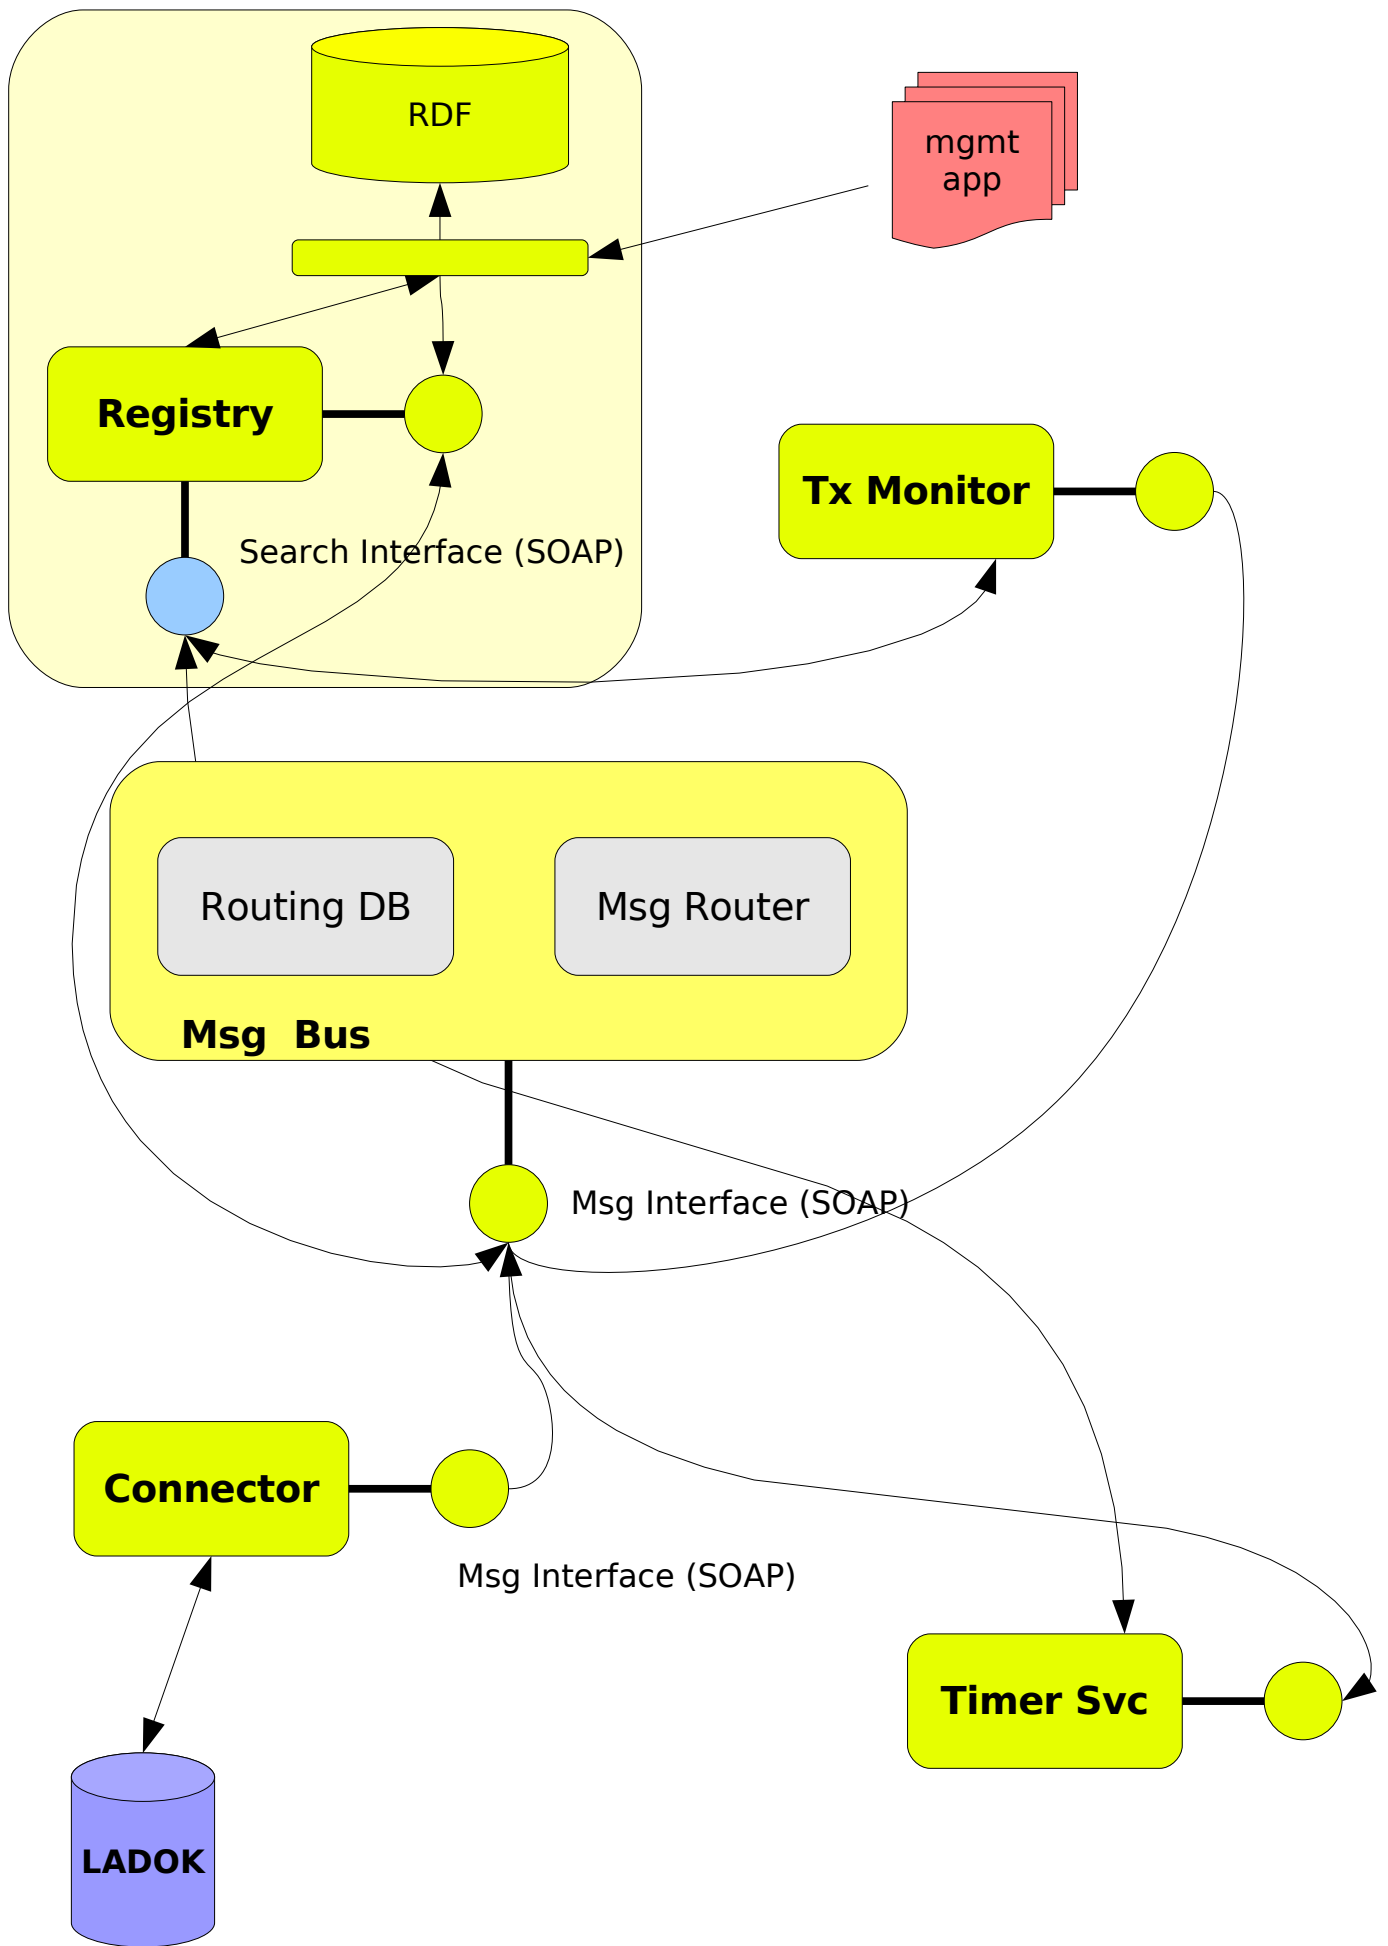 RDF
mgmt
app
Registry
Tx Monitor
Search Interface (SOAP)
Routing DB
Msg Router
Msg  Bus
Msg Interface (SOAP)
Connector
Msg Interface (SOAP)
Timer Svc
LADOK